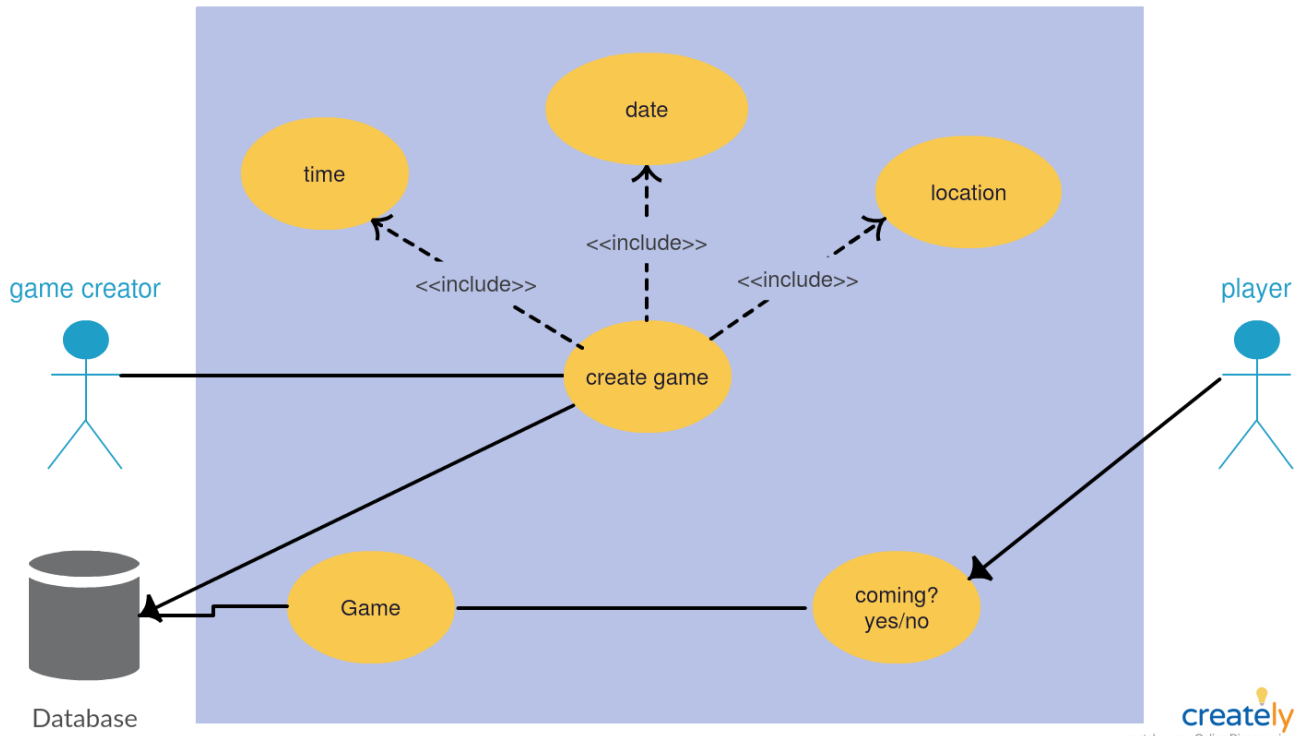 date
time
location
<<include>>
<<include>>
<<include>>
game creator
player
create game
coming?
yes/no
Game
Database
creately